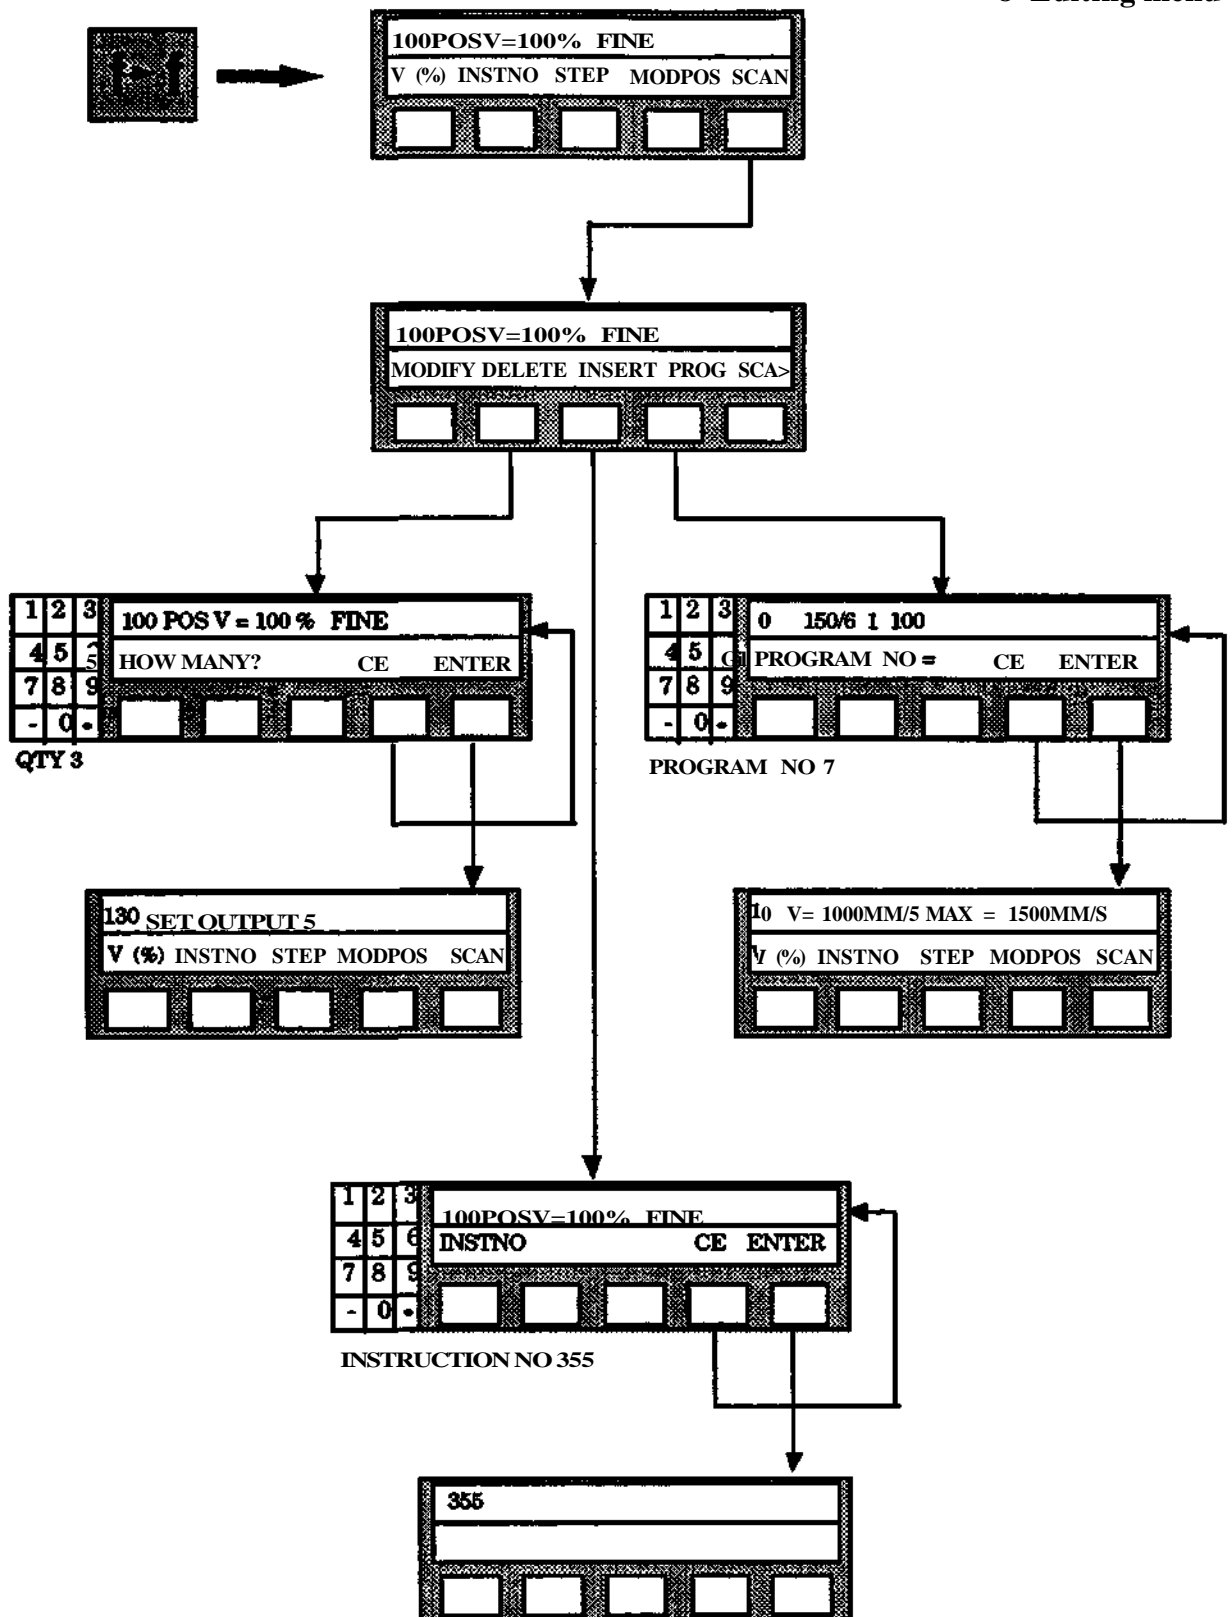 Editing menu
100POSV=100% FINE
V (%) INSTNO STEP MODPOS SCAN
100POSV=100% FINE
MODIFY DELETE INSERT PROG SCA>
1 2 3
100 POS V = 100 % FINE
4 5
HOW MANY? CE ENTER
7 8 9
- 0
QTY 3
1 2 3
0 150/6 1 100
4 5
PROGRAM NO = CE ENTER
7 8 9
- 0
PROGRAM NO 7
130 SET OUTPUT 5
V (%) INSTNO STEP MODPOS SCAN
10 V= 1000MM/5 MAX = 1500MM/S
V (%) INSTNO STEP MODPOS SCAN
1 2 3
100POSV=100% FINE
4 5 6
INSTNO CE ENTER
7 8 9
- 0
INSTRUCTION NO 355
355